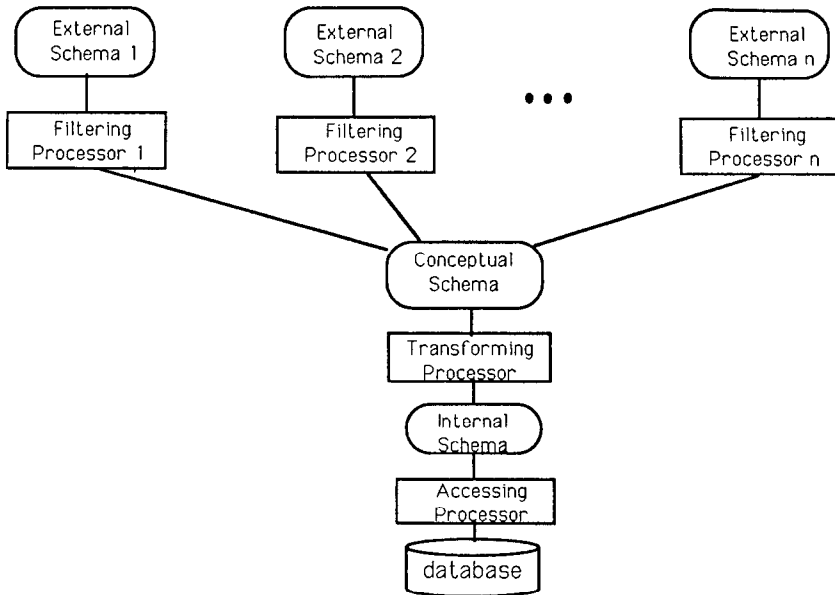 External
Schema 1
External
Schema 2
External
Schema n
Filtering
Processor 1
Filtering
Processor 2
Filtering
Processor n
Conceptual
Schema
Transforming
Processor
Internal
Schema
Accessing
Processor
database